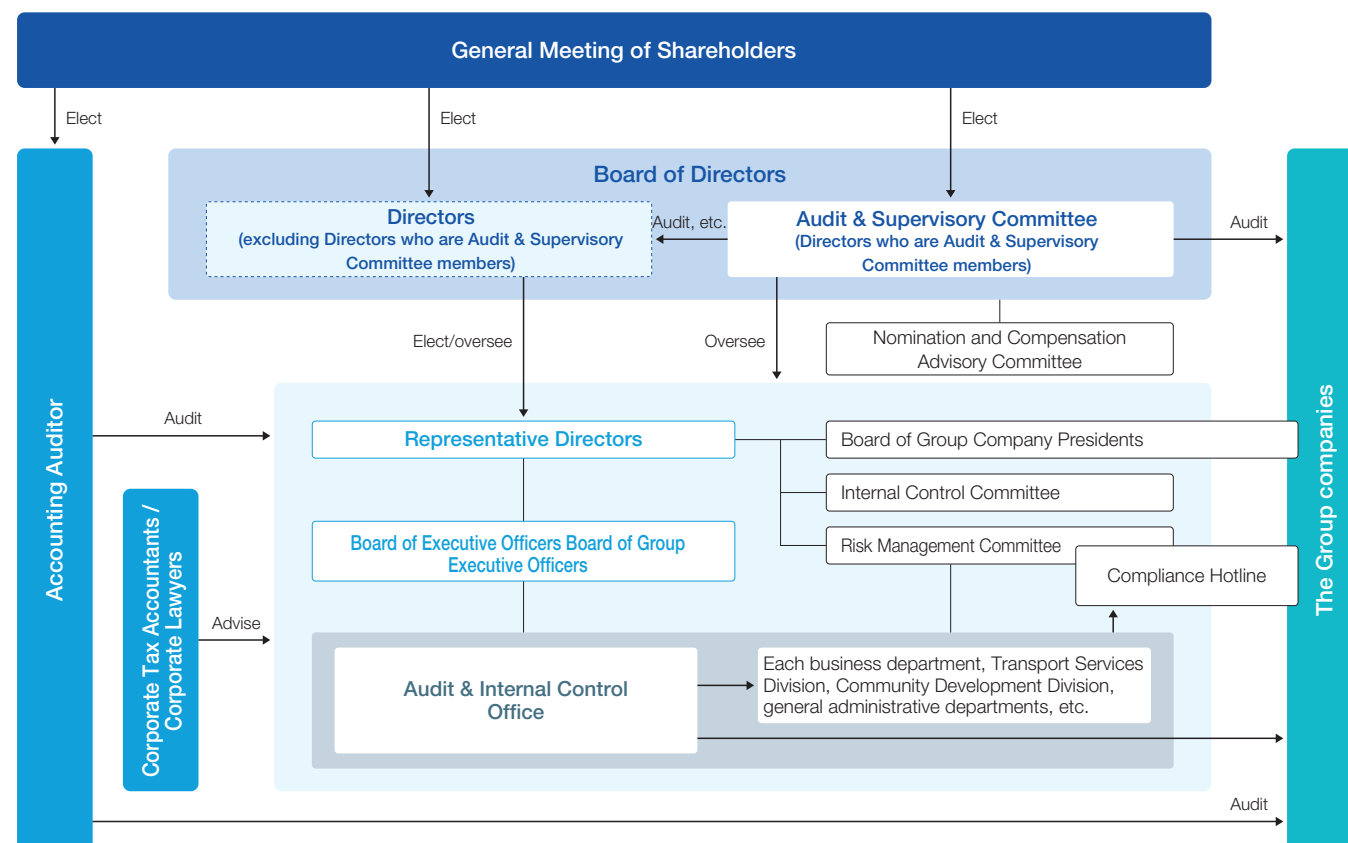 General Meeting of Shareholders
Elect
Elect
Elect
Board of Directors
Directors
(excluding Directors who are Audit & Supervisory
Committee members)
Audit, etc.
Audit & Supervisory Committee
(Directors who are Audit & Supervisory
Committee members)
Audit
Elect/oversee
Oversee
Nomination and Compensation
Advisory Committee
Accounting Auditor
Audit
Representative Directors
Board of Group Company Presidents
Internal Control Committee
Risk Management Committee
Compliance Hotline
Board of Executive Officers Board of Group
Executive Officers
Corporate Tax Accountants /
Corporate Lawyers
Advise
Audit & Internal Control
Office
Each business department, Transport Services
Division, Community Development Division,
general administrative departments, etc.
The Group companies
Audit